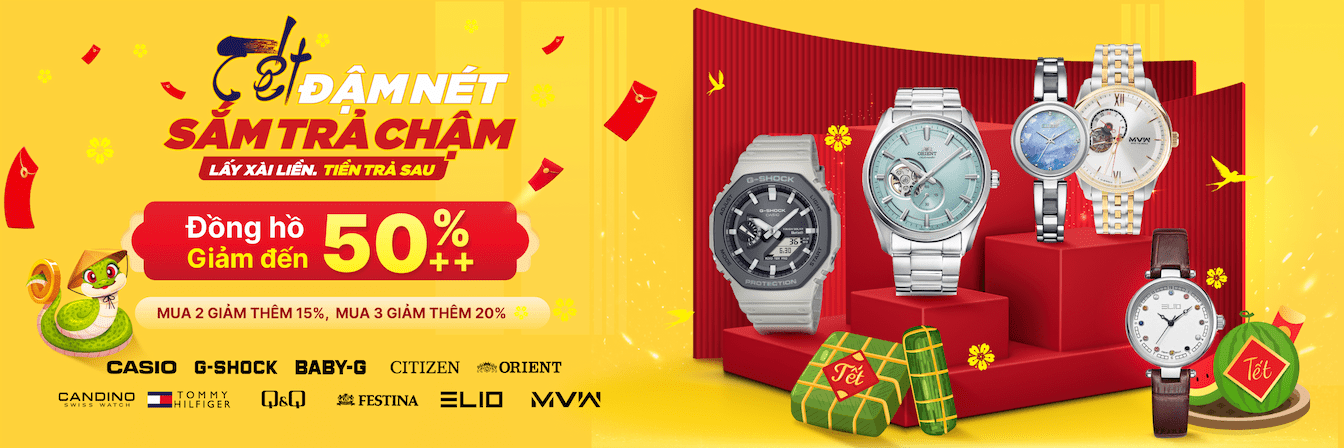 Tết ĐẬM NÉT
SẮM TRẢ CHẬM
LẤY XÀI LIỀN. TIỀN TRẢ SAU
Đồng hồ
Giảm đến 50%++
MUA 2 GIẢM THÊM 15%, MUA 3 GIẢM THÊM 20%
CASIO G-SHOCK BABY-G CITIZEN ORIENT
CANDINO SWISS WATCH TOMMY HILFIGER Q&Q FESTINA ELIO MVW
G-SHOCK
CASIO
PROTECTION
ORIENT
MVW
ELIO
Tết
Tết